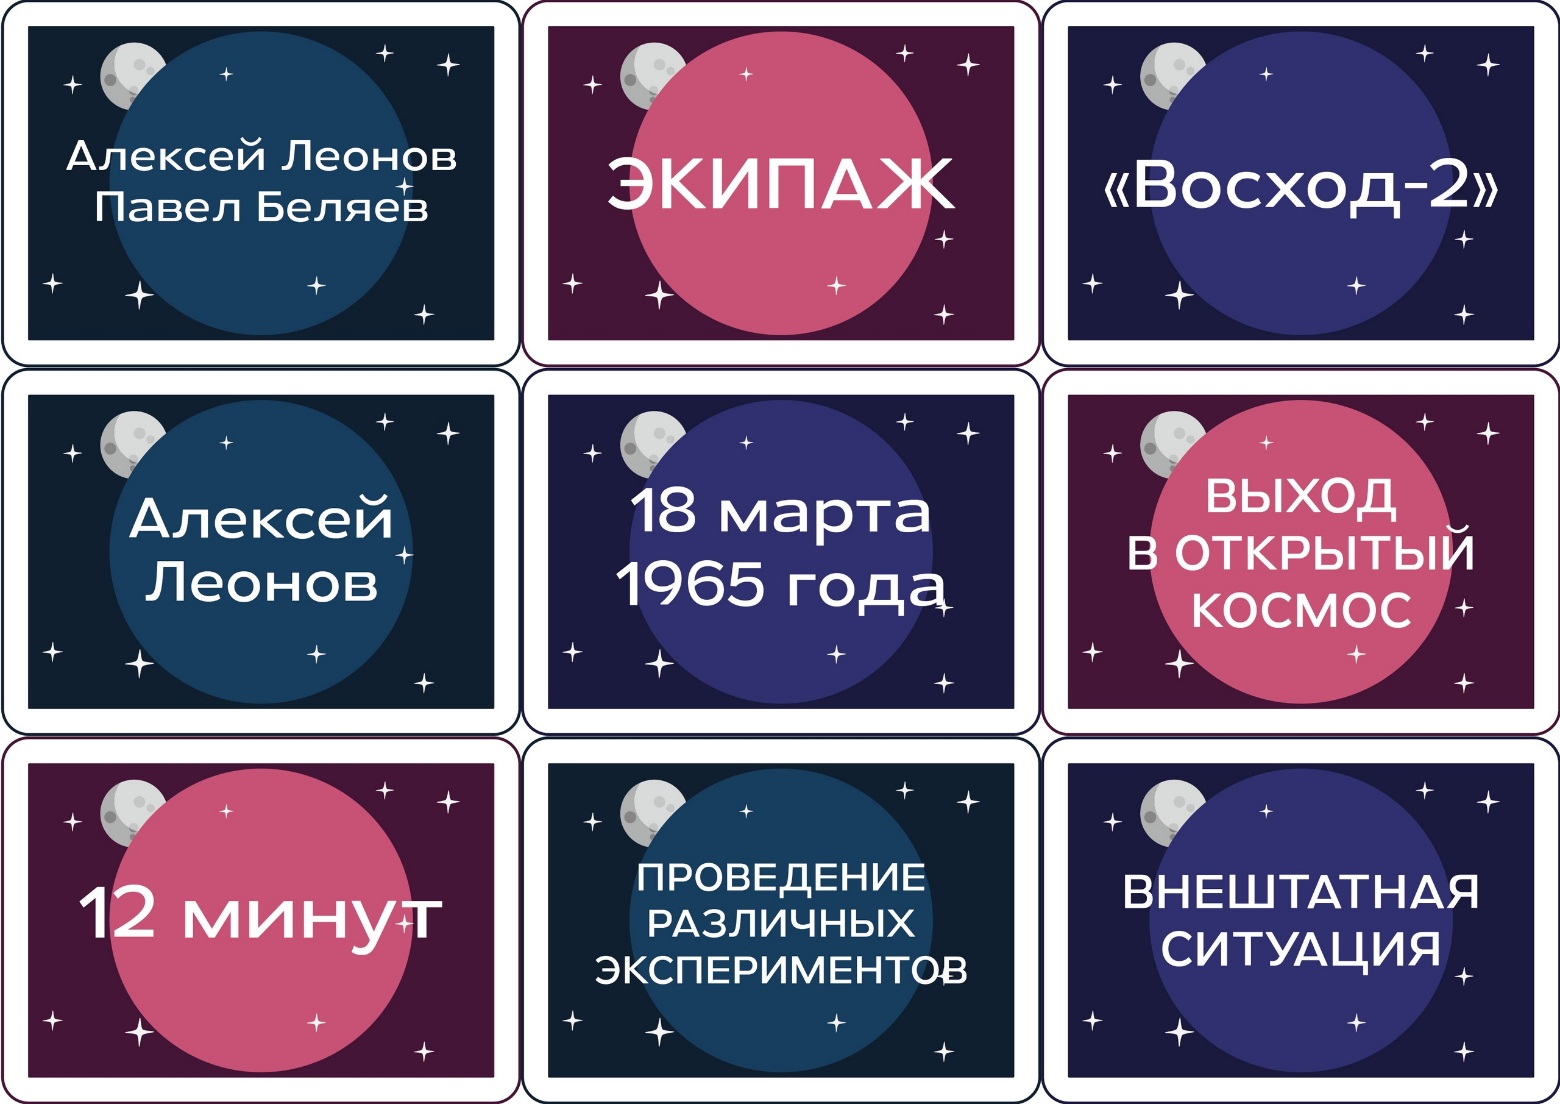 Алексей Леонов
Павел Беляев
ЭКИПАЖ
«Восход-2»
Алексей
Леонов
18 марта
1965 года
ВЫХОД
В ОТКРЫТЫЙ
КОСМОС
12 минут
ПРОВЕДЕНИЕ
РАЗЛИЧНЫХ
ЭКСПЕРИМЕНТОВ
ВНЕШТАТНАЯ
СИТУАЦИЯ